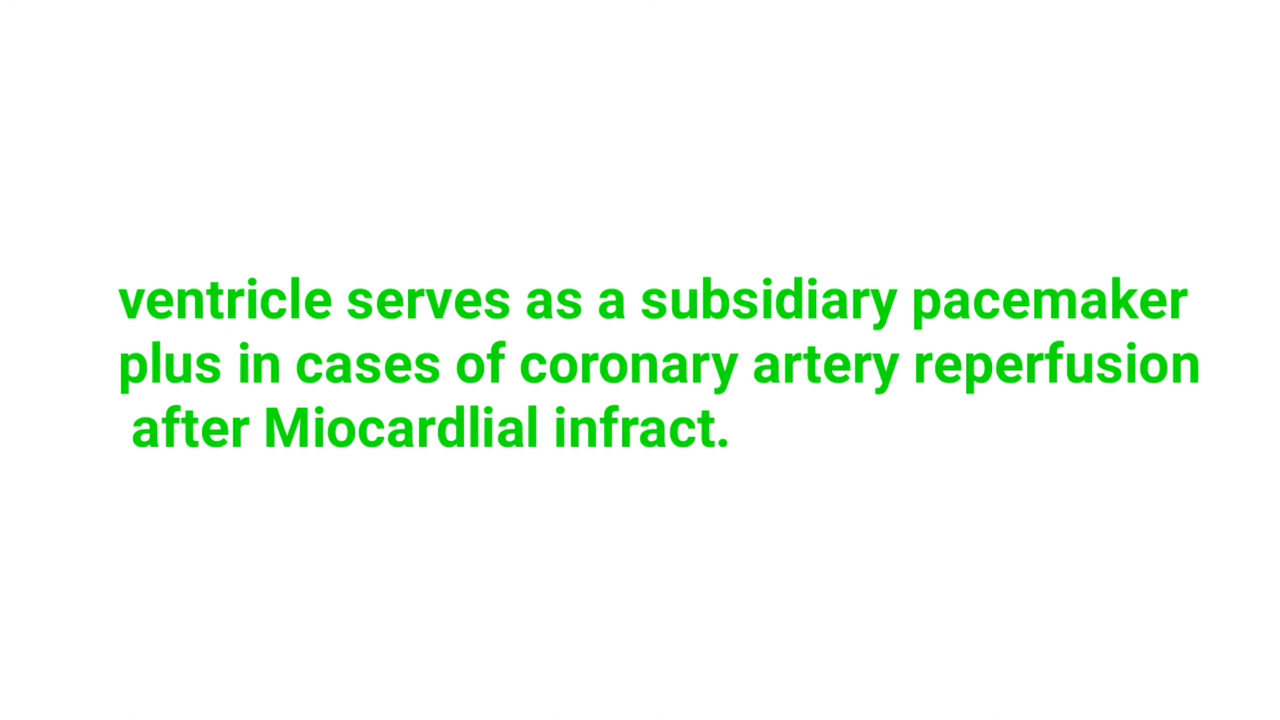 ventricle serves as a subsidiary pacemaker
plus in cases of coronary artery reperfusion
after Miocardlial infract.